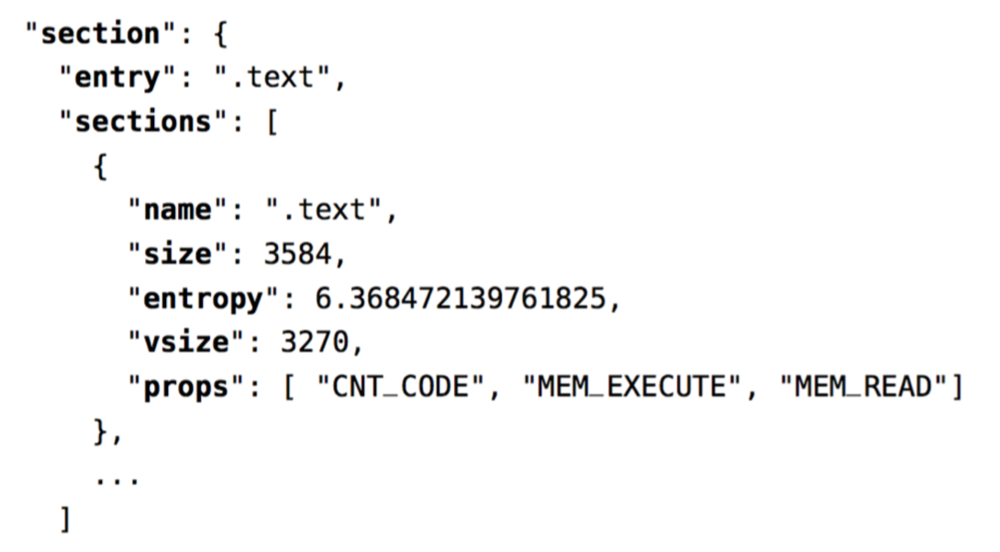 "section": {
"entry": ".text",
"sections": [
{
"name": ".text",
"size": 3584,
"entropy": 6.368472139761825,
"vsize": 3270,
"props": [ "CNT_CODE", "MEM_EXECUTE", "MEM_READ"]
},
...
]